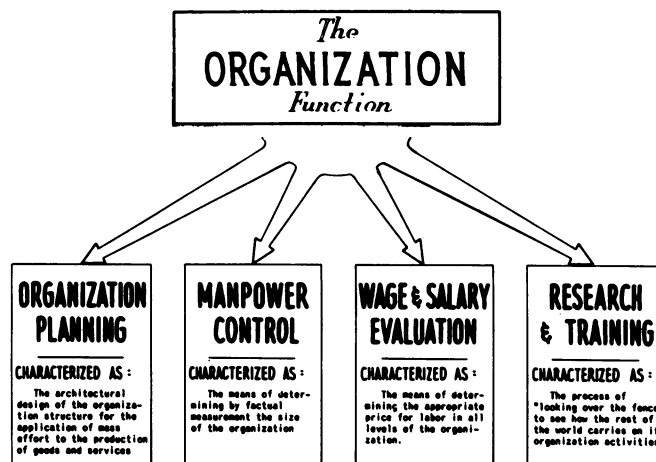 The
ORGANIZATION
Function
ORGANIZATION
PLANNING
CHARACTERIZED AS :
The architectural
design of the organiza-
tion structure for the
application of mass
effort to the production
of goods and services
MANPOWER
CONTROL
CHARACTERIZED AS :
The means of deter-
mining by factual
measurement the size
of the organization
WAGE & SALARY
EVALUATION
CHARACTERIZED AS :
The means of deter-
mining the appropriate
price for labor in all
levels of the organi-
zation.
RESEARCH
& TRAINING
CHARACTERIZED AS :
The process of
"looking over the fence
to see how the rest of
the world carries on
organization activities